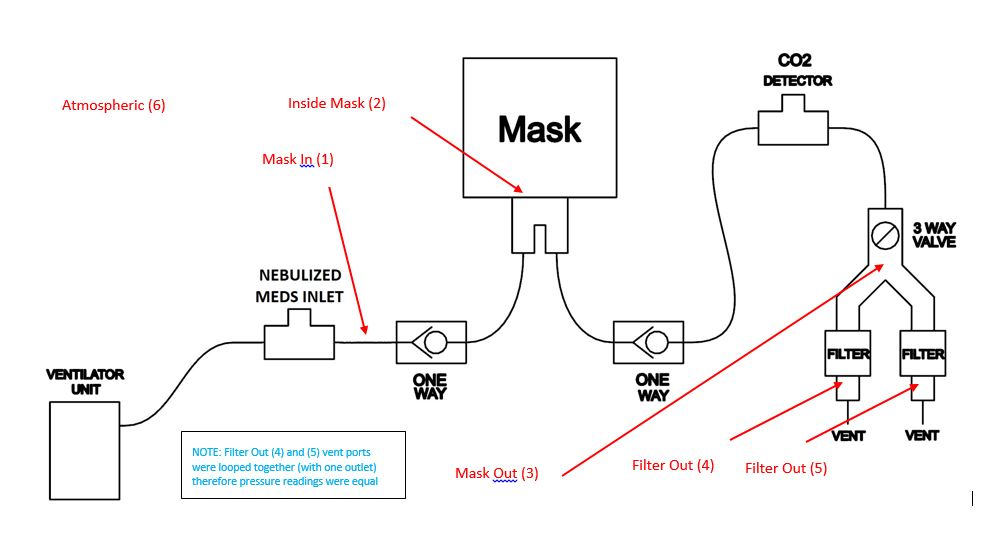 CO2
DETECTOR
Atmospheric (6)
Inside Mask (2)
Mask
Mask In (1)
3 WAY
VALVE
NEBULIZED
MEDS INLET
FILTER
FILTER
VENTILATOR
UNIT
ONE
WAY
ONE
WAY
VENT
VENT
NOTE: Filter Out (4) and (5) vent ports
were looped together (with one outlet)
therefore pressure readings were equal
Mask Out (3)
Filter Out (4)
Filter Out (5)